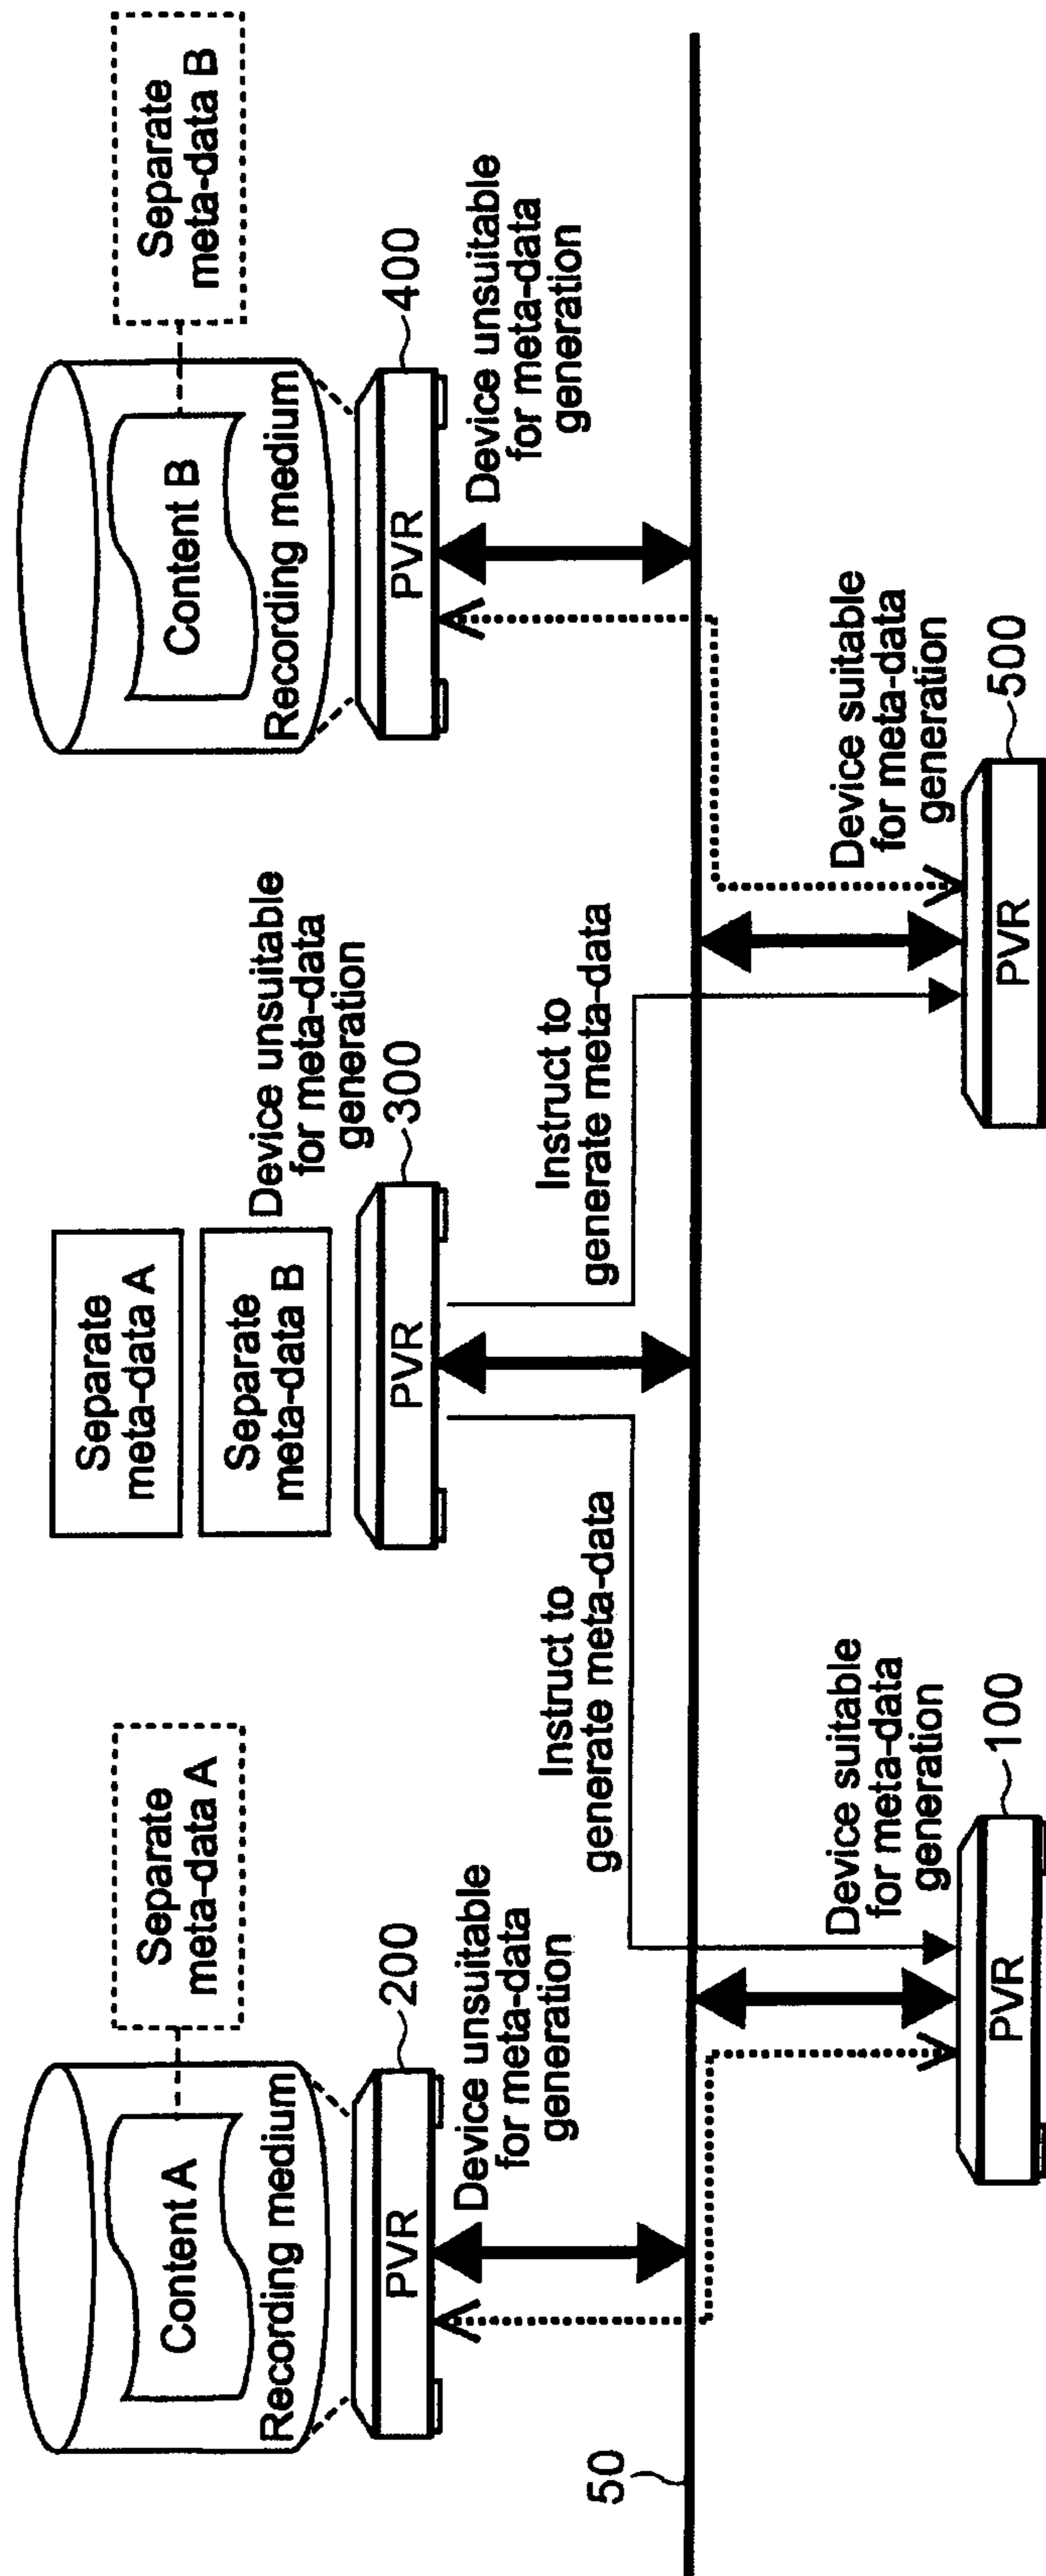 Content A
Recording medium
Separate
meta-data A
PVR
200
Device unsuitable
for meta-data
generation
Separate
meta-data A
Separate
meta-data B
PVR
300
Device unsuitable
for meta-data
generation
Content B
Recording medium
Separate
meta-data B
PVR
400
Device unsuitable
for meta-data
generation
Instruct to
generate meta-data
Instruct to
generate meta-data
50
PVR
100
Device suitable
for meta-data
generation
PVR
500
Device suitable
for meta-data
generation